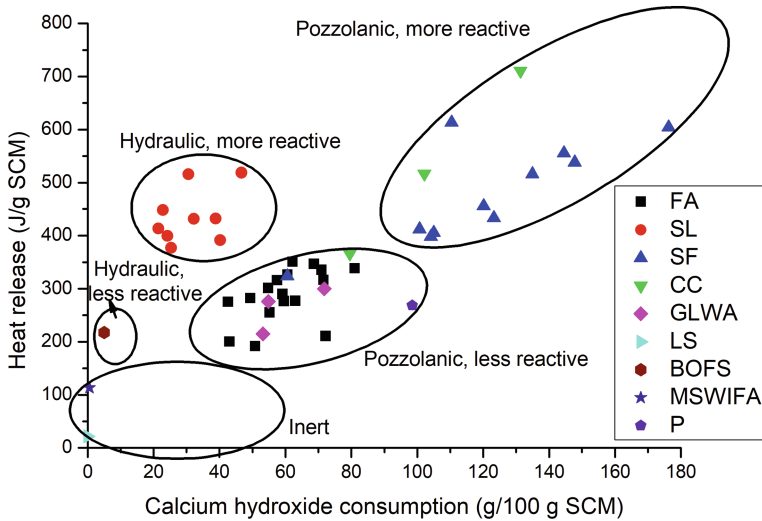 800
700
600
500
400
300
200
100
0
Heat release (J/g SCM)
Pozzolanic, more reactive
Hydraulic, more reactive
Hydraulic,
less reactive
Pozzolanic, less reactive
Inert
FA
SL
SF
CC
GLWA
LS
BOFS
MSWIFA
P
0 20 40 60 80 100 120 140 160 180
Calcium hydroxide consumption (g/100 g SCM)